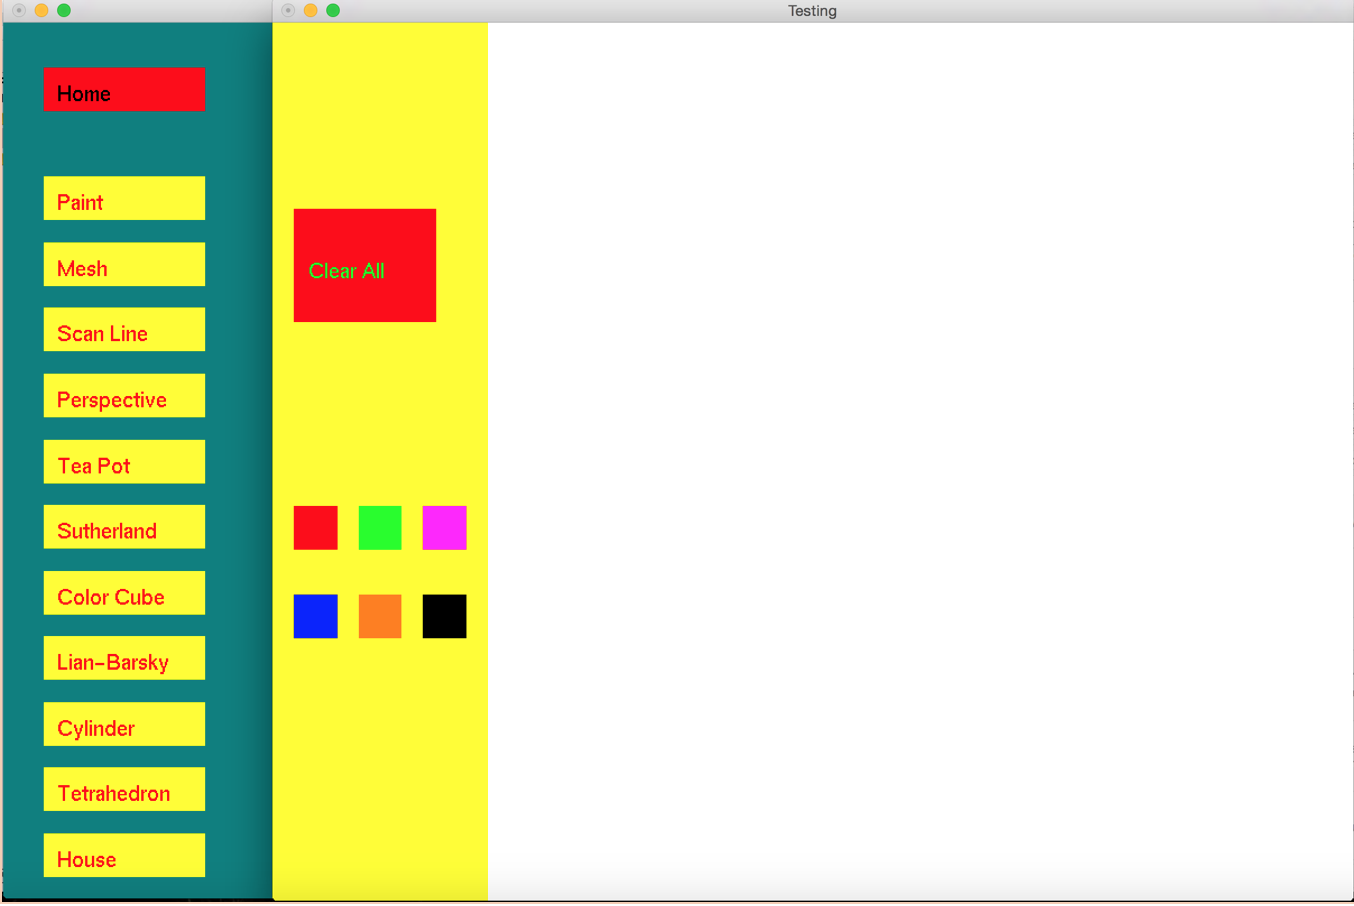 Testing
Home
Paint
Mesh
Scan Line
Perspective
Tea Pot
Sutherland
Color Cube
Lian-Barsky
Cylinder
Tetrahedron
House
Clear All